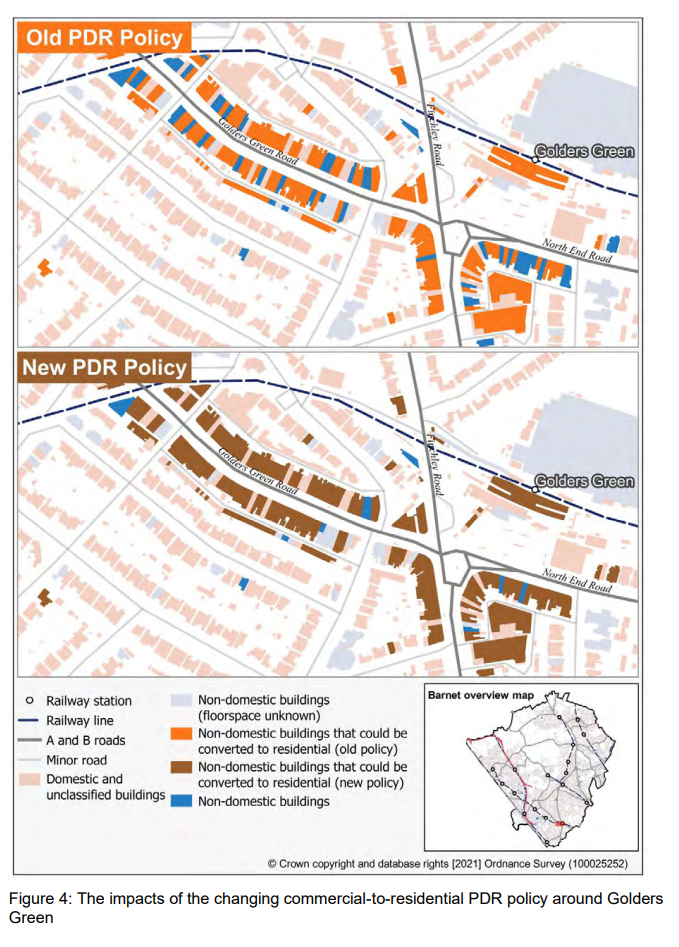 Old PDR Policy
Golders Green Road
Finchley Road
Golders Green
North End Road
New PDR Policy
Golders Green Road
Finchley Road
Golders Green
North End Road
Railway station
Railway line
A and B roads
Minor road
Domestic and
unclassified buildings
Non-domestic buildings
(floorspace unknown)
Non-domestic buildings that could be
converted to residential (old policy)
Non-domestic buildings that could be
converted to residential (new policy)
Non-domestic buildings
Barnet overview map
© Crown copyright and database rights [2021] Ordnance Survey (100025252)
Figure 4: The impacts of the changing commercial-to-residential PDR policy around Golders
Green